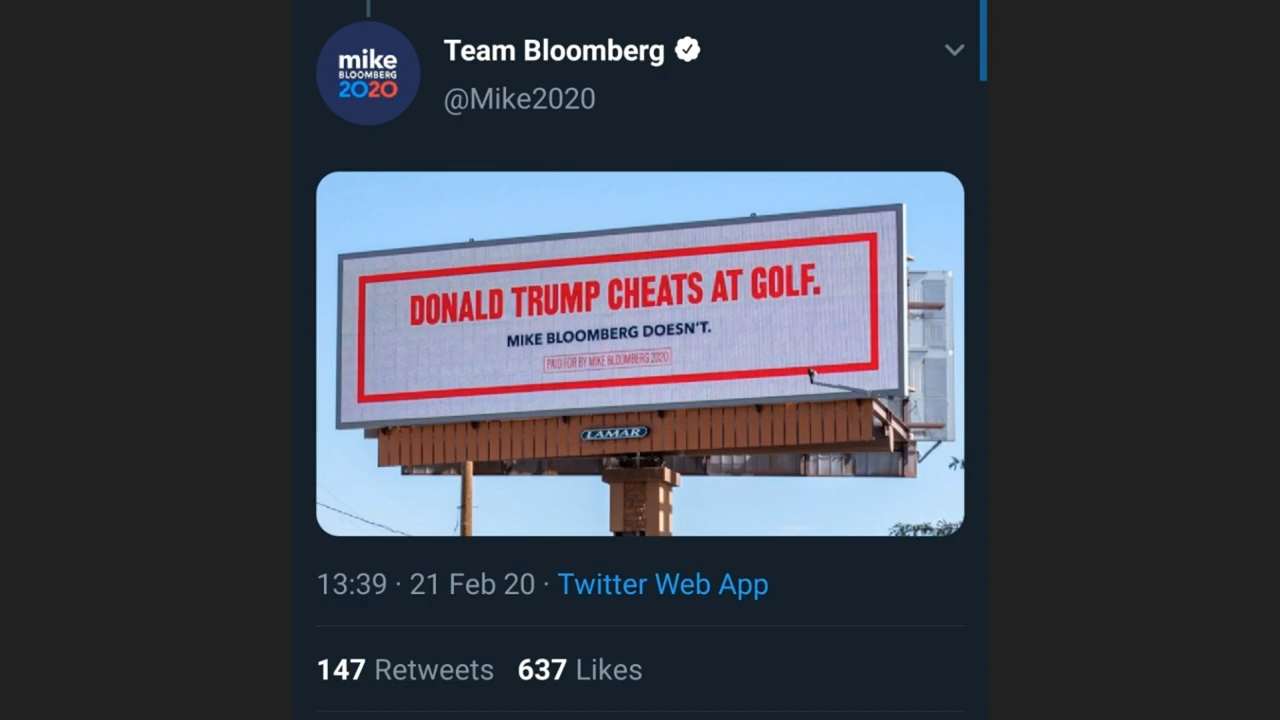 mike
BLOOMBERG
2020
Team Bloomberg
@Mike2020
DONALD TRUMP CHEATS AT GOLF.
MIKE BLOOMBERG DOESN'T.
PAID FOR BY MIKE BLOOMBERG 2020
LAMAR
13:39 · 21 Feb 20 · Twitter Web App
147 Retweets 637 Likes